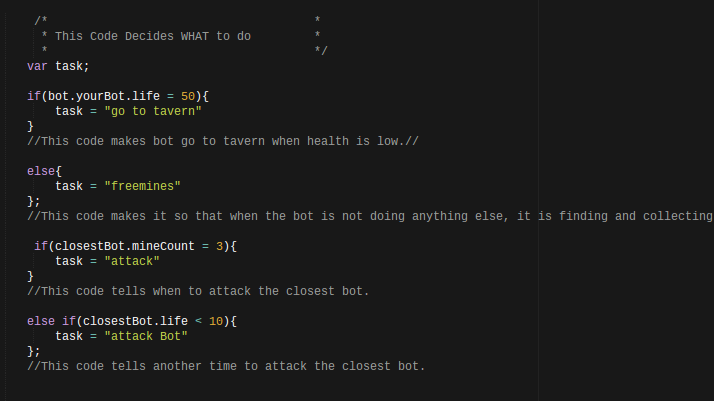 /*                                      *
 * This Code Decides WHAT to do         *
 *                                      */
var task;
if(bot.yourBot.life = 50){
    task = "go to tavern"
}
//This code makes bot go to tavern when health is low.//
else{
    task = "freemines"
};
//This code makes it so that when the bot is not doing anything else, it is finding and collecting
if(closestBot.mineCount = 3){
    task = "attack"
}
//This code tells when to attack the closest bot.
else if(closestBot.life < 10){
    task = "attack Bot"
};
//This code tells another time to attack the closest bot.